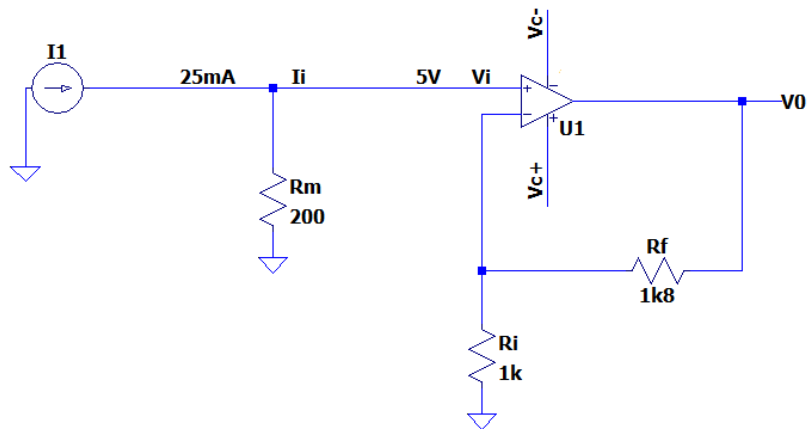 Vc-
I1
25mA Ii 5V Vi
+
-
-
+
V0
U1
Vc+
Rm
200
Rf
1k8
Ri
1k